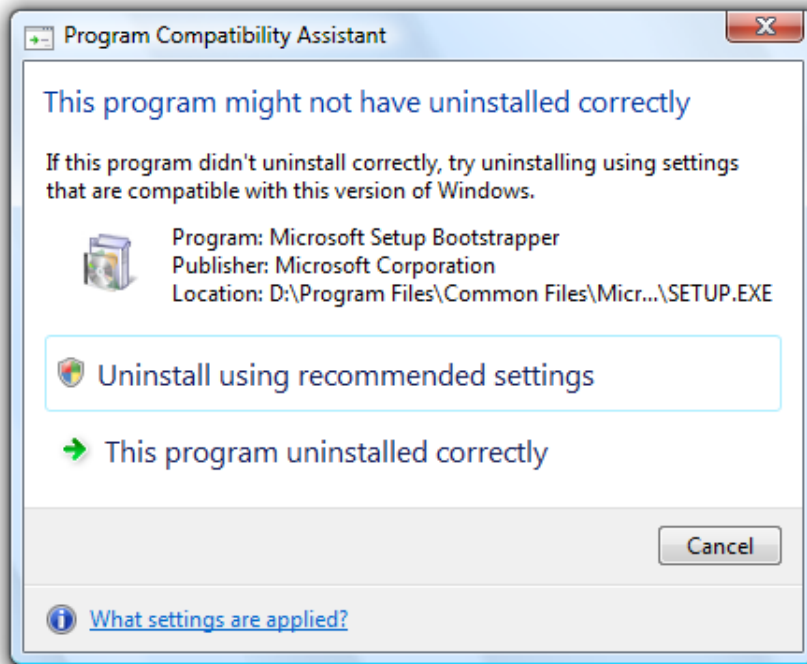 Program Compatibility Assistant
This program might not have uninstalled correctly
If this program didn't uninstall correctly, try uninstalling using settings
that are compatible with this version of Windows.
Program: Microsoft Setup Bootstrapper
Publisher: Microsoft Corporation
Location: D:\Program Files\Common Files\Micr...\SETUP.EXE
Uninstall using recommended settings
This program uninstalled correctly
Cancel
What settings are applied?